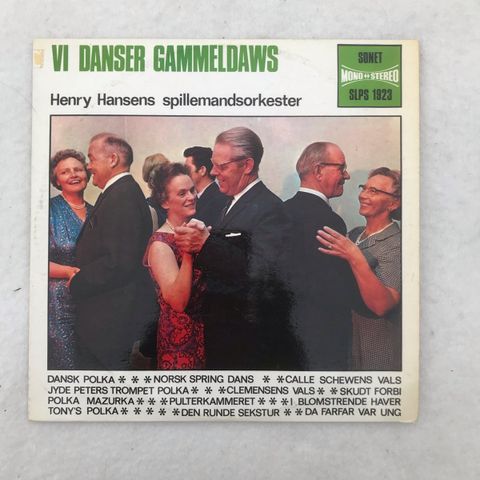 VI DANSER GAMMELDAWS
SONET
MONO STEREO
SLPS 1923
Henry Hansens spillemandsorkester
DANSK POLKA * * * NORSK SPRING DANS * * CALLE SCHEWENS VALS
JYDE PETERS TROMPET POLKA * * CLEMENSENS VALS * * SKUDT FORBI
POLKA MAZURKA * * * PULTERKAMMERET * * * I BLOMSTRENDE HAVER
TONY'S POLKA * * * * * DEN RUNDE SEKSTUR * * DA FARFAR VAR UNG